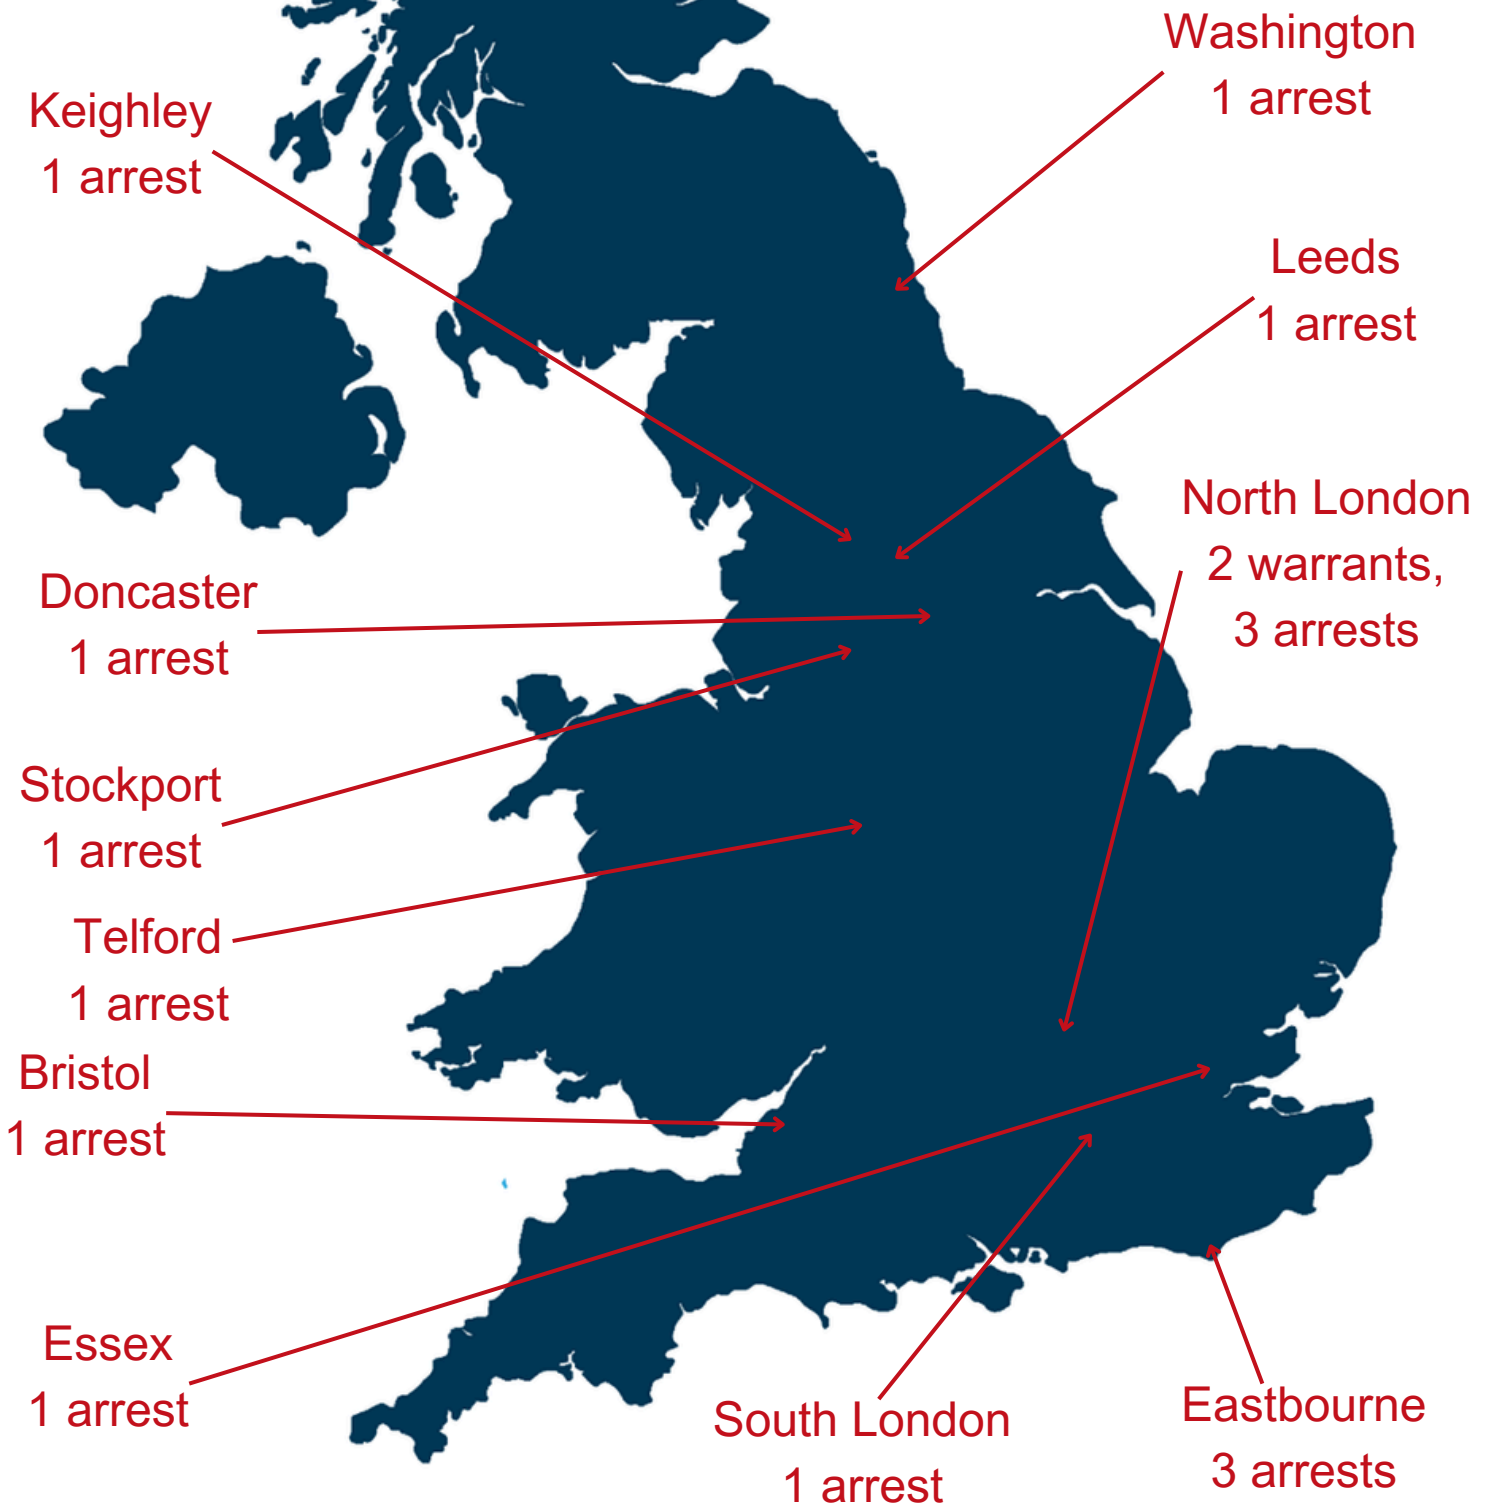 Washington
1 arrest
Keighley
1 arrest
Leeds
1 arrest
North London
2 warrants,
3 arrests
Doncaster
1 arrest
Stockport
1 arrest
Telford
1 arrest
Bristol
1 arrest
Essex
1 arrest
South London
1 arrest
Eastbourne
3 arrests